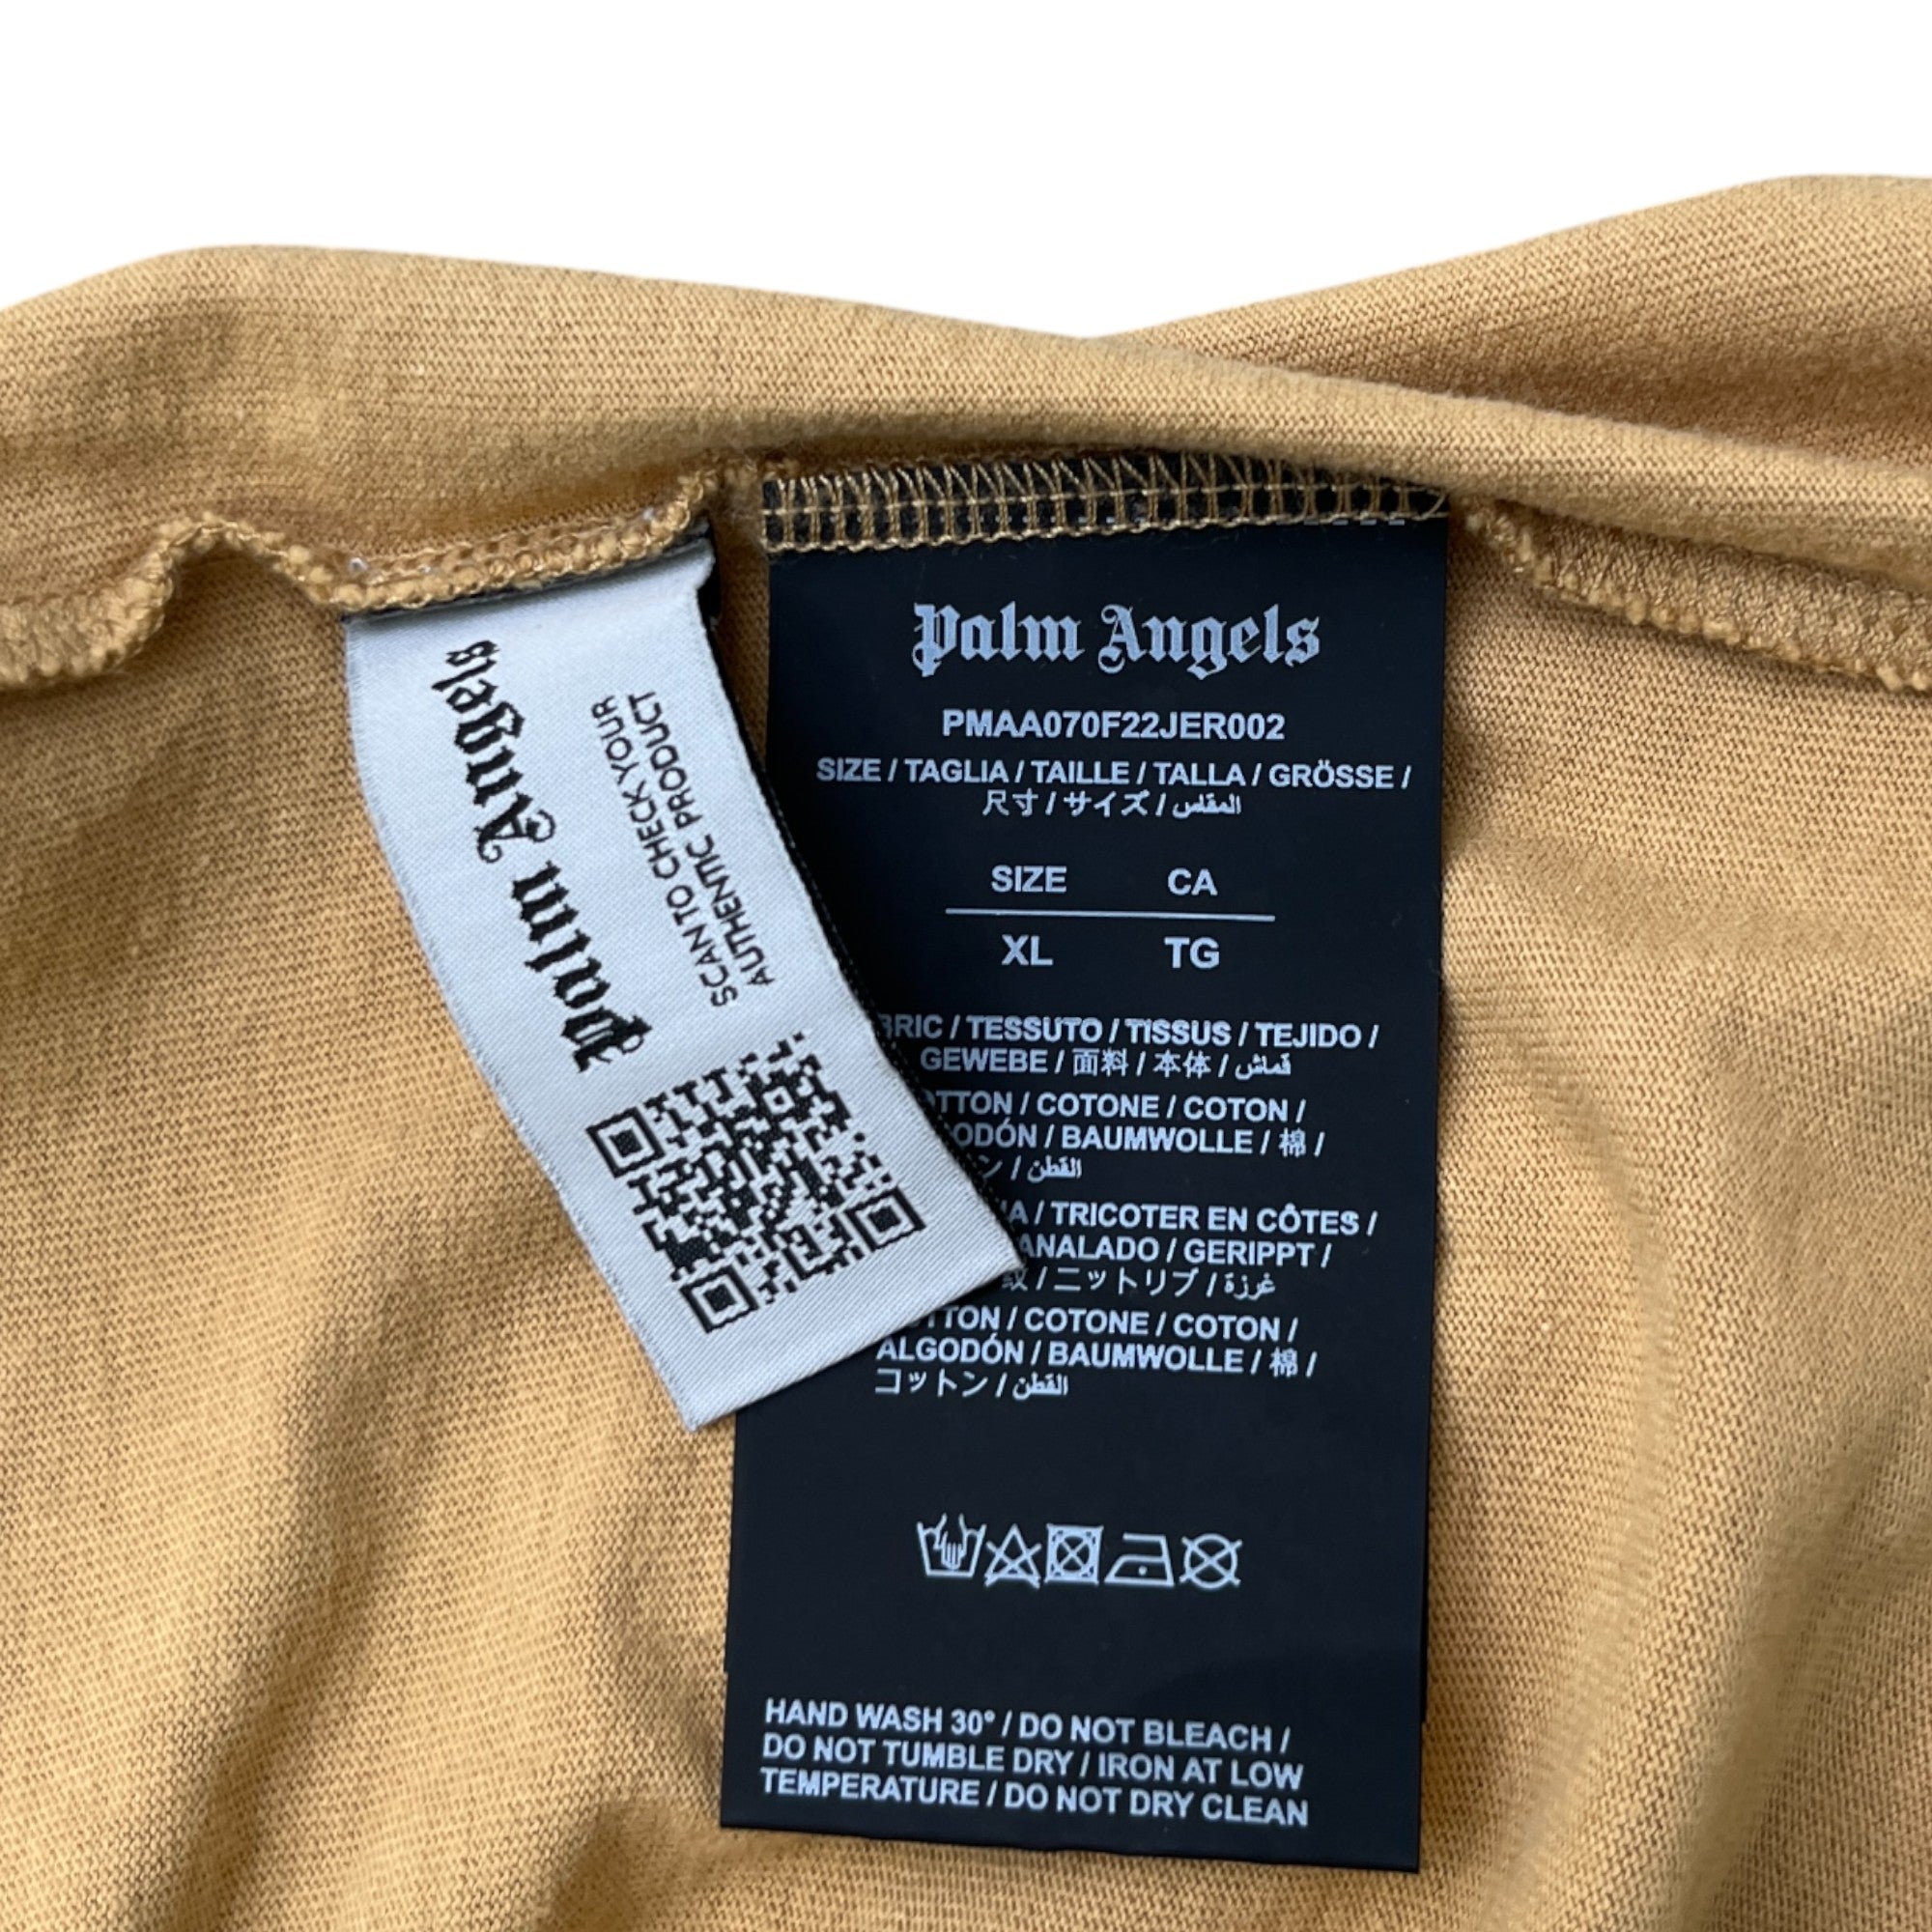 Palm Angels
SCAN TO CHECK YOUR
AUTHENTIC PRODUCT
Palm Angels
PMAA070F22JER002
SIZE / TAGLIA / TAILLE / TALLA / GRÖSSE /
尺寸 / サイズ / المقاس
SIZE CA
XL TG
/ TESSUTO / TISSUS / TEJIDO /
GEWEBE / 面料 / 本体 / قماش
/ COTONE / COTON /
/ BAUMWOLLE / 棉 /
/ القطن
/ TRICOTER EN CÔTES /
/ GERIPPT /
/ ニットリブ / غرزة
/ COTONE / COTON /
ALGODÓN / BAUMWOLLE / 棉 /
コットン / القطن
HAND WASH 30° / DO NOT BLEACH /
DO NOT TUMBLE DRY / IRON AT LOW
TEMPERATURE / DO NOT DRY CLEAN